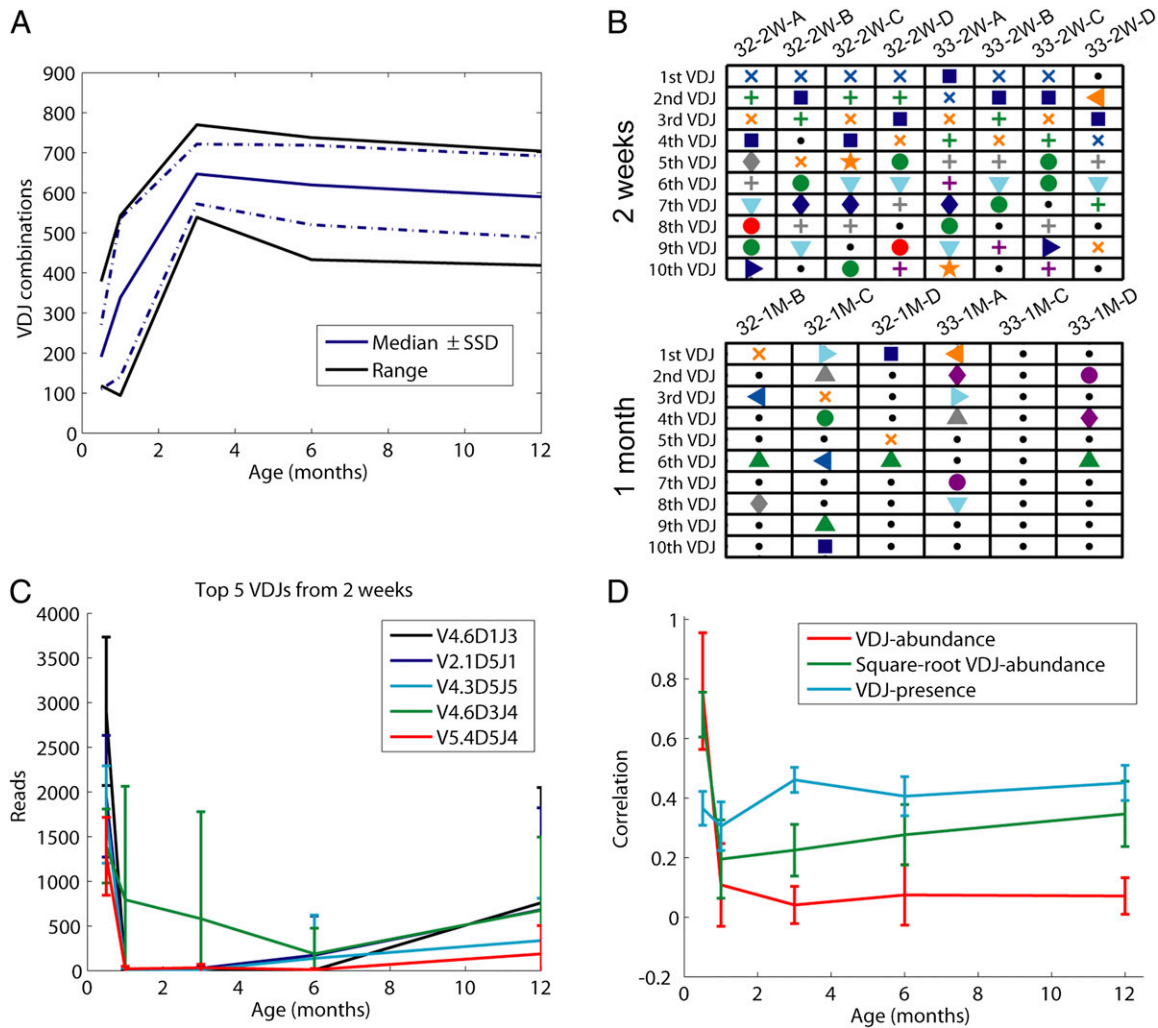 A
VDJ combinations
900
800
700
600
500
400
300
200
100
0
Median ± SSD
Range
0 2 4 6 8 10 12
Age (months)
B
32-2W-A 32-2W-B 32-2W-C 32-2W-D 33-2W-A 33-2W-B 33-2W-C 33-2W-D
2 weeks
1st VDJ
2nd VDJ
3rd VDJ
4th VDJ
5th VDJ
6th VDJ
7th VDJ
8th VDJ
9th VDJ
10th VDJ
32-1M-B 32-1M-C 32-1M-D 33-1M-A 33-1M-C 33-1M-D
1 month
1st VDJ
2nd VDJ
3rd VDJ
4th VDJ
5th VDJ
6th VDJ
7th VDJ
8th VDJ
9th VDJ
10th VDJ
C
Top 5 VDJs from 2 weeks
Reads
4000
3500
3000
2500
2000
1500
1000
500
0
V4.6D1J3
V2.1D5J1
V4.3D5J5
V4.6D3J4
V5.4D5J4
0 2 4 6 8 10 12
Age (months)
D
Correlation
1
0.8
0.6
0.4
0.2
0
-0.2
VDJ-abundance
Square-root VDJ-abundance
VDJ-presence
0 2 4 6 8 10 12
Age (months)